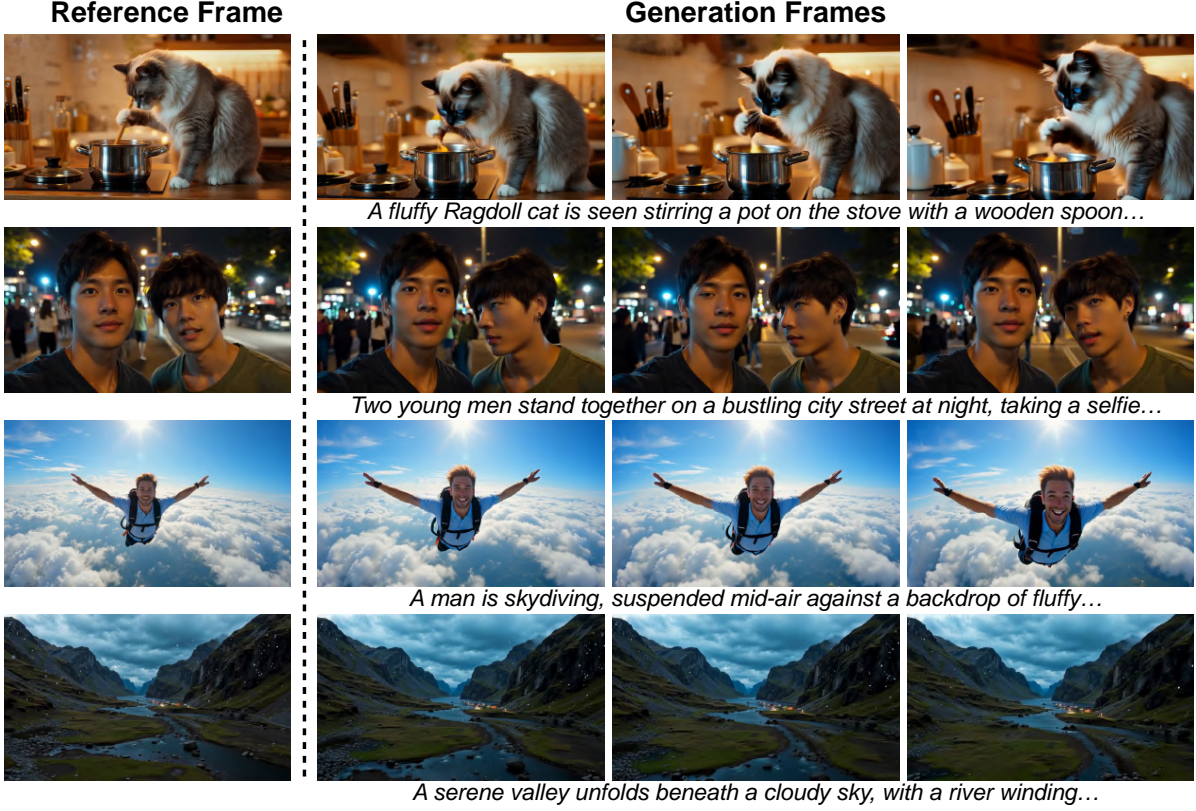 Reference Frame
Generation Frames
A fluffy Ragdoll cat is seen stirring a pot on the stove with a wooden spoon…
Two young men stand together on a bustling city street at night, taking a selfie…
A man is skydiving, suspended mid-air against a backdrop of fluffy…
A serene valley unfolds beneath a cloudy sky, with a river winding…